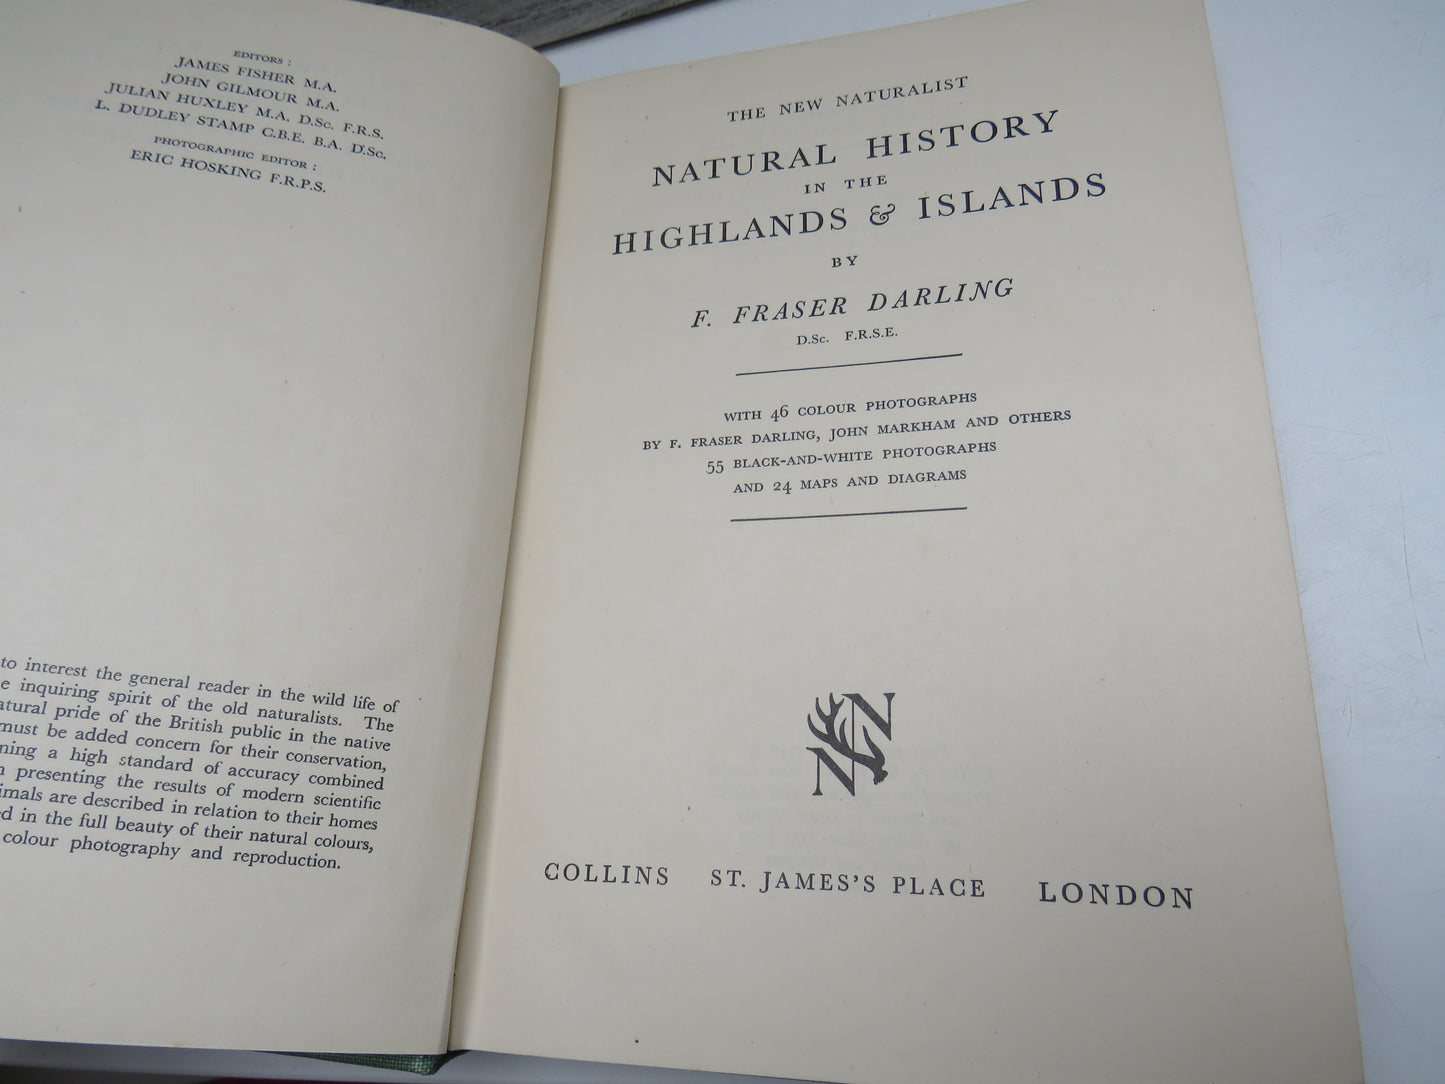 EDITORS:
JAMES FISHER M.A.
JOHN GILMOUR M.A.
JULIAN HUXLEY M.A. D.Sc. F.R.S.
L. DUDLEY STAMP C.B.E. B.A. D.Sc.
PHOTOGRAPHIC EDITOR:
ERIC HOSKING F.R.P.S.
to interest the general reader in the wild life of
inquiring spirit of the old naturalists. The
pride of the British public in the native
must be added concern for their conservation,
a high standard of accuracy combined
presenting the results of modern scientific
are described in relation to their homes
in the full beauty of their natural colours,
colour photography and reproduction.
THE NEW NATURALIST
NATURAL HISTORY
IN THE
HIGHLANDS & ISLANDS
BY
F. FRASER DARLING
D.Sc. F.R.S.E.
WITH 46 COLOUR PHOTOGRAPHS
BY F. FRASER DARLING, JOHN MARKHAM AND OTHERS
55 BLACK-AND-WHITE PHOTOGRAPHS
AND 24 MAPS AND DIAGRAMS
NN
COLLINS ST. JAMES'S PLACE LONDON